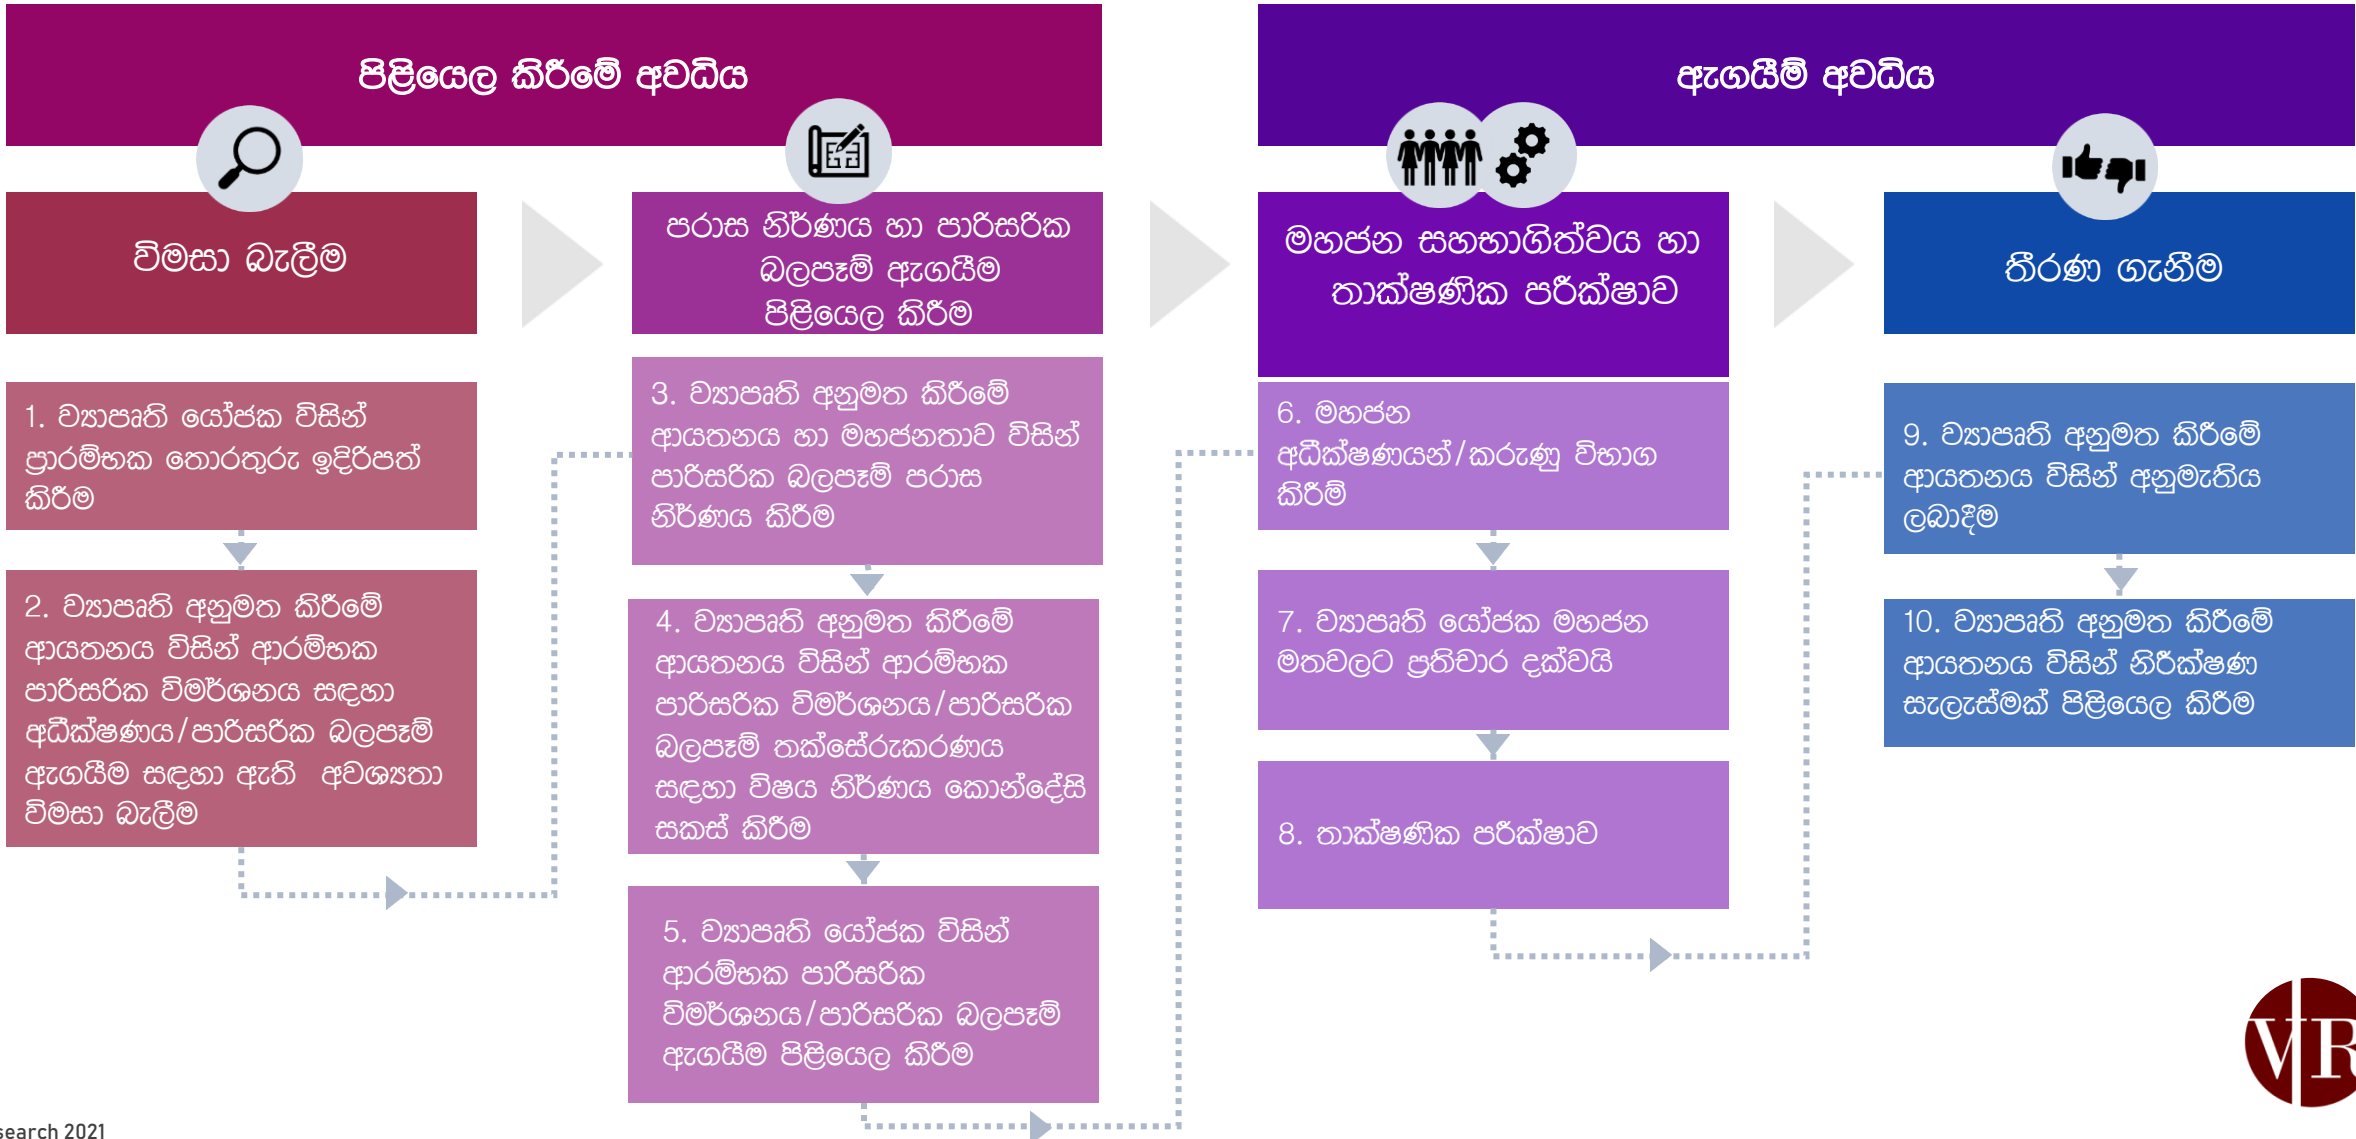 පිළියෙල කිරීමේ අවධිය
ඇගයීම් අවධිය
විමසා බැලීම
පරාස නිර්ණය හා පාරිසරික
බලපෑම් ඇගයීම
පිළියෙල කිරීම
මහජන සහභාගිත්වය හා
තාක්ෂණික පරීක්ෂාව
තීරණ ගැනීම
1. ව්‍යාපෘති යෝජක විසින්
ප්‍රාරම්භක තොරතුරු ඉදිරිපත්
කිරීම
2. ව්‍යාපෘති අනුමත කිරීමේ
ආයතනය විසින් ආරම්භක
පාරිසරික විමර්ශනය සඳහා
අධීක්ෂණය/පාරිසරික බලපෑම්
ඇගයීම සඳහා ඇති අවශ්‍යතා
විමසා බැලීම
3. ව්‍යාපෘති අනුමත කිරීමේ
ආයතනය හා මහජනතාව විසින්
පාරිසරික බලපෑම් පරාස
නිර්ණය කිරීම
4. ව්‍යාපෘති අනුමත කිරීමේ
ආයතනය විසින් ආරම්භක
පාරිසරික විමර්ශනය/පාරිසරික
බලපෑම් තක්සේරුකරණය
සඳහා විෂය නිර්ණය කොන්දේසි
සකස් කිරීම
5. ව්‍යාපෘති යෝජක විසින්
ආරම්භක පාරිසරික
විමර්ශනය/පාරිසරික බලපෑම්
ඇගයීම පිළියෙල කිරීම
6. මහජන
අධීක්ෂණයන්/කරුණු විභාග
කිරීම්
7. ව්‍යාපෘති යෝජක මහජන
මතවලට ප්‍රතිචාර දක්වයි
8. තාක්ෂණික පරීක්ෂාව
9. ව්‍යාපෘති අනුමත කිරීමේ
ආයතනය විසින් අනුමැතිය
ලබාදීම
10. ව්‍යාපෘති අනුමත කිරීමේ
ආයතනය විසින් නිරීක්ෂණ
සැලැස්මක් පිළියෙල කිරීම
VR
search 2021